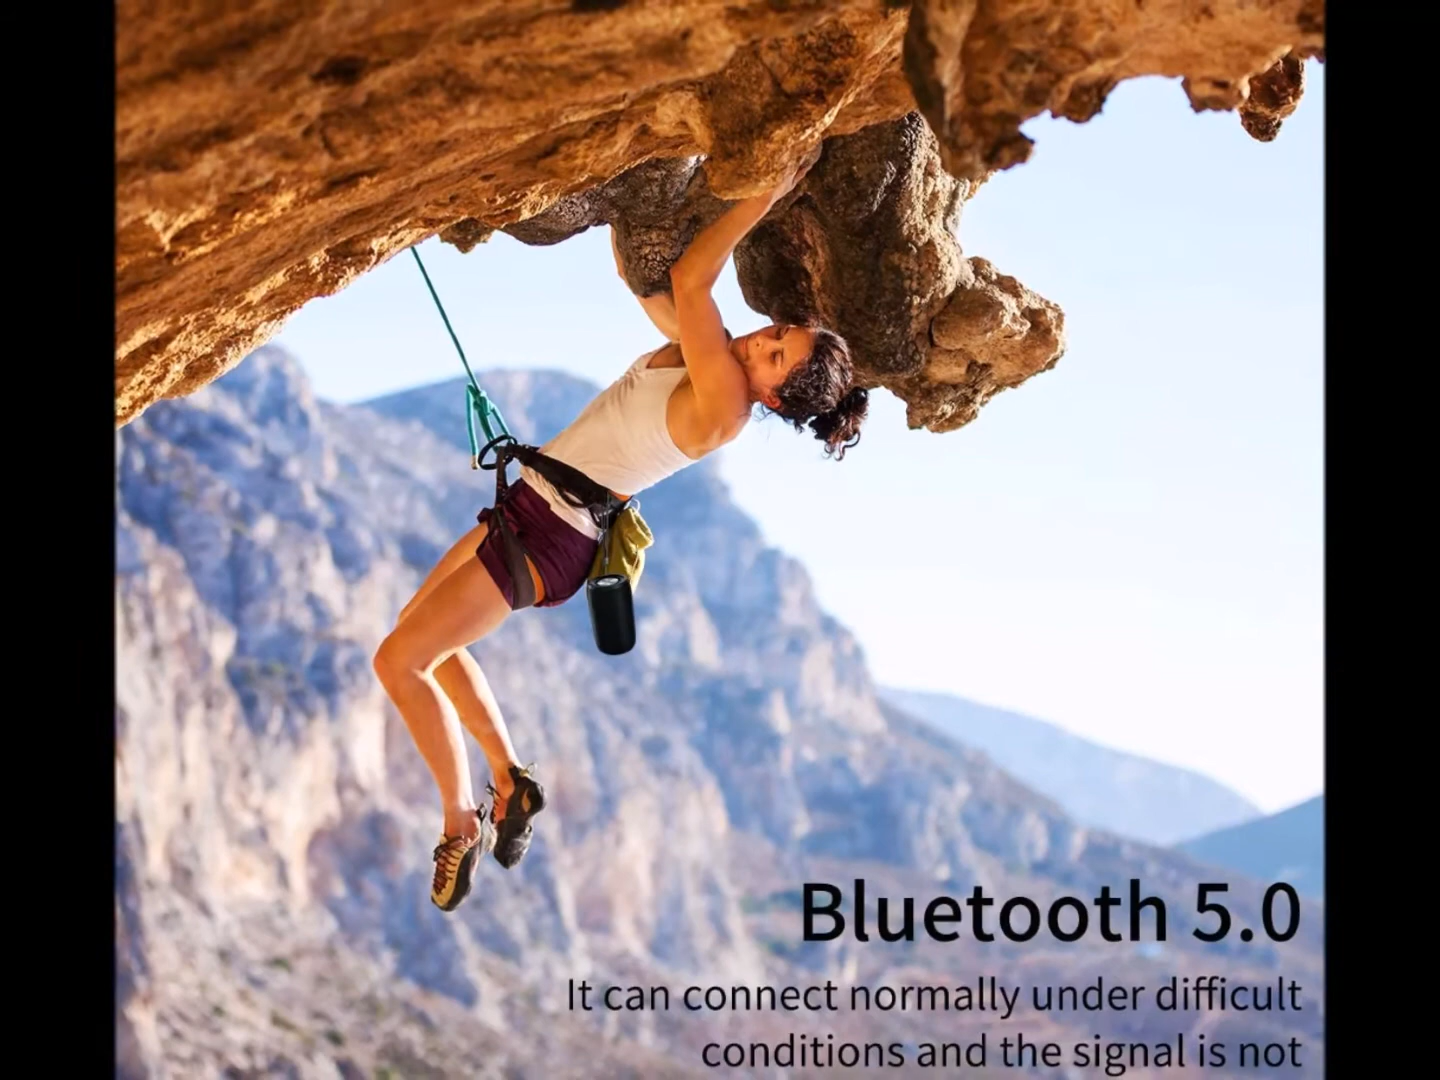 Bluetooth 5.0
It can connect normally under difficult
conditions and the signal is not